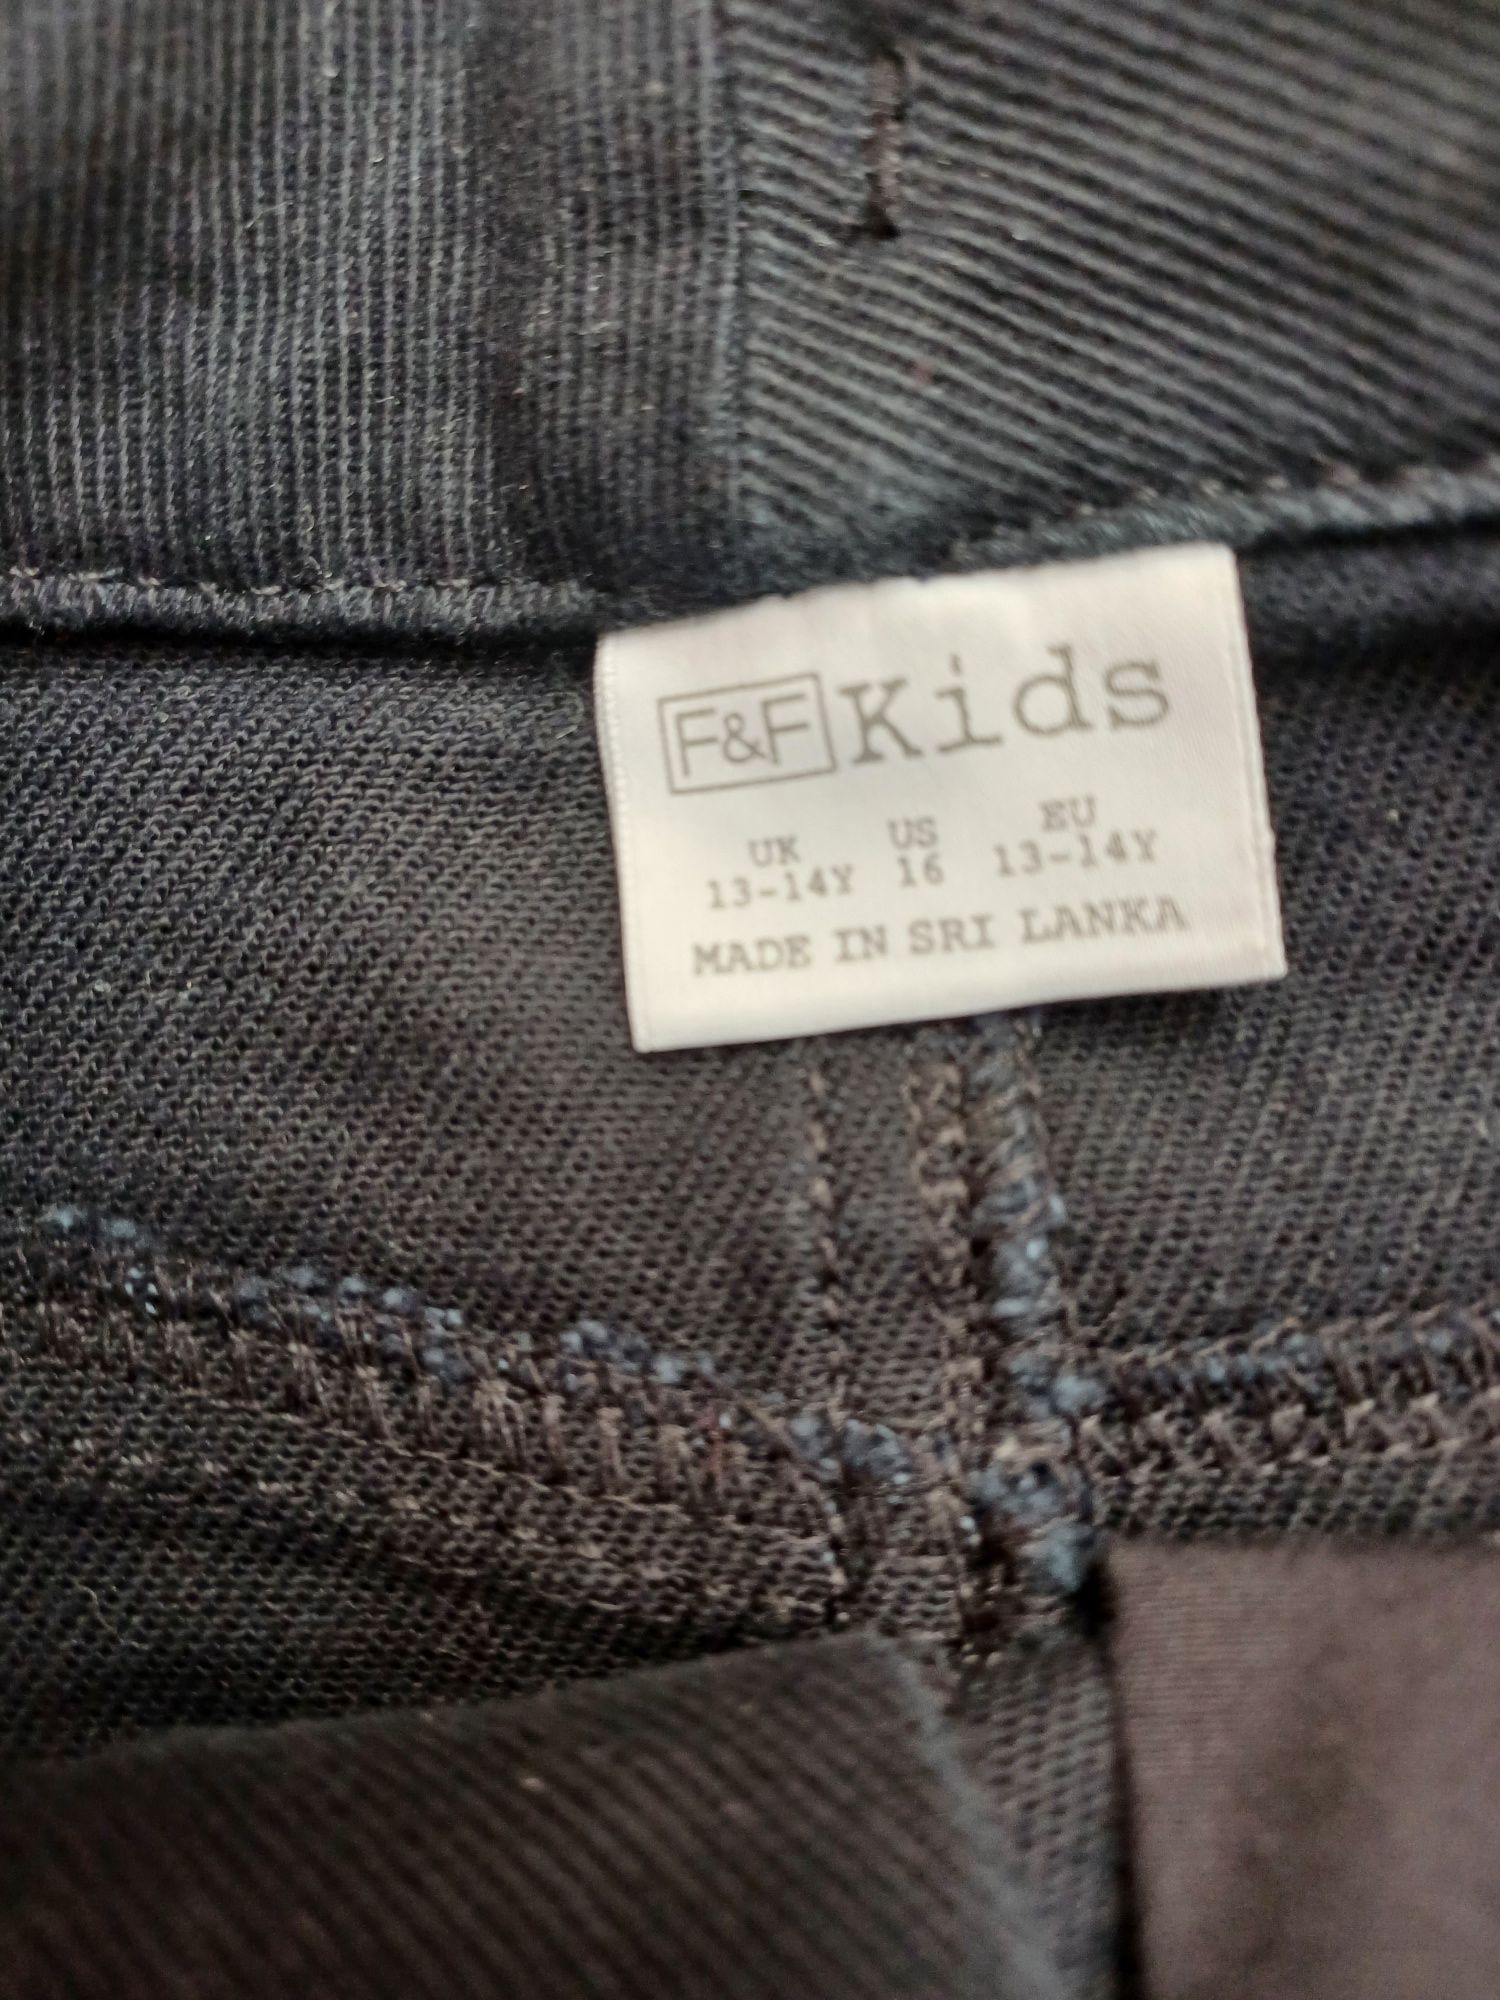 F&F Kids
UK US EU
13-14Y 16 13-14Y
MADE IN SRI LANKA